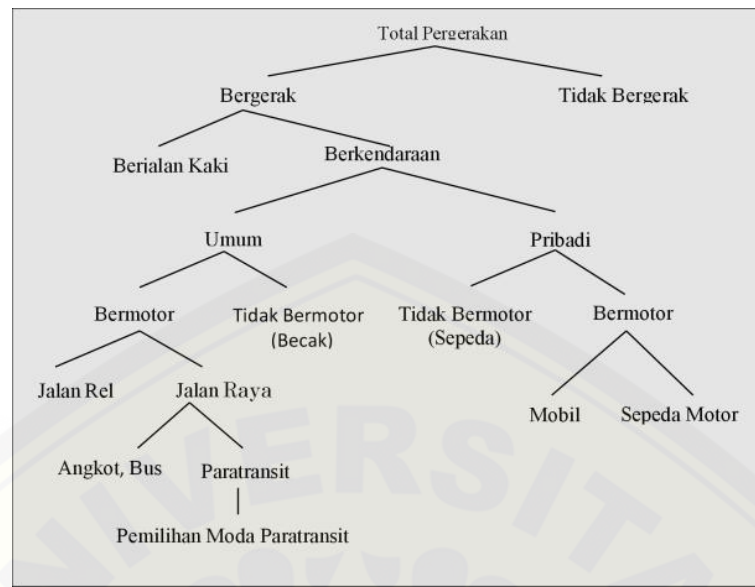 Total Pergerakan
Bergerak
Tidak Bergerak
Berjalan Kaki
Berkendaraan
Umum
Pribadi
Bermotor
Tidak Bermotor
(Becak)
Tidak Bermotor
(Sepeda)
Bermotor
Jalan Rel
Jalan Raya
Mobil
Sepeda Motor
Angkot, Bus
Paratransit
Pemilihan Moda Paratransit
UNIVERSITA